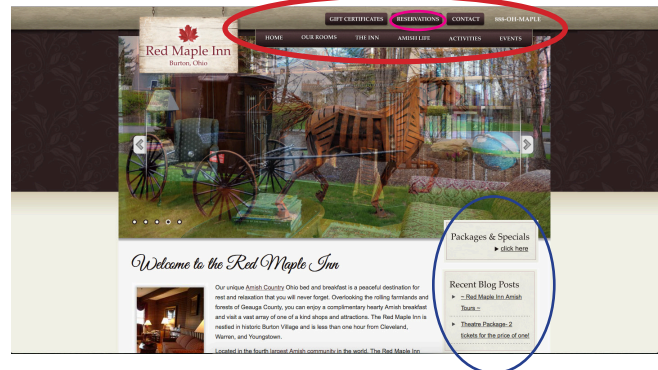 GIFT CERTIFICATES RESERVATIONS CONTACT 888-OH-MAPLE
HOME OUR ROOMS THE INN AMISH LIFE ACTIVITIES EVENTS
Red Maple Inn
Burton, Ohio
Packages & Specials
click here
Welcome to the Red Maple Inn
Our unique Amish Country Ohio bed and breakfast is a peaceful destination for
rest and relaxation that you will never forget. Overlooking the rolling farmlands and
forests of Geauga County, you can enjoy a complimentary hearty Amish breakfast
and visit a vast array of one of a kind shops and attractions. The Red Maple Inn is
nestled in historic Burton Village and is less than one hour from Cleveland,
Warren, and Youngstown.
Located in the fourth largest Amish community in the world, The Red Maple Inn
Recent Blog Posts
~ Red Maple Inn Amish
Tours ~
Theatre Package- 2
tickets for the price of one!